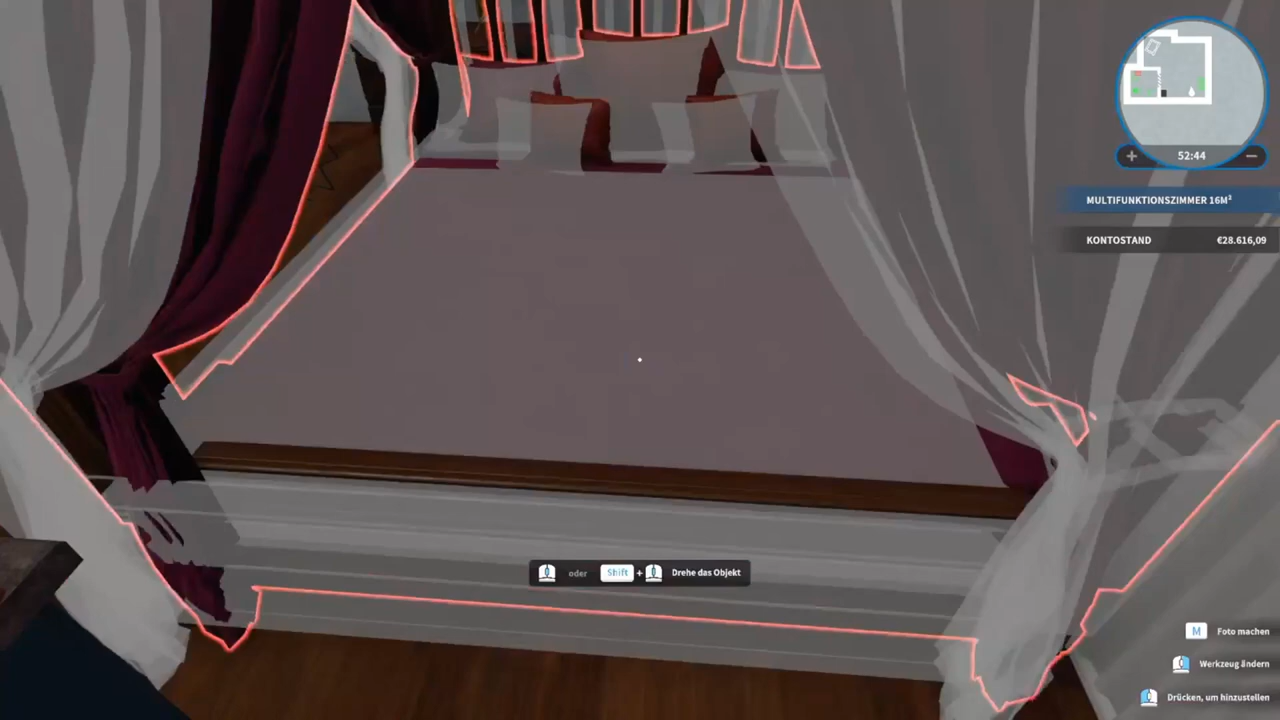 + 52:44 −
MULTIFUNKTIONSZIMMER 16M²
KONTOSTAND €28.616,09
oder Shift + Drehe das Objekt
M Foto machen
Werkzeug ändern
Drücken, um hinzustellen